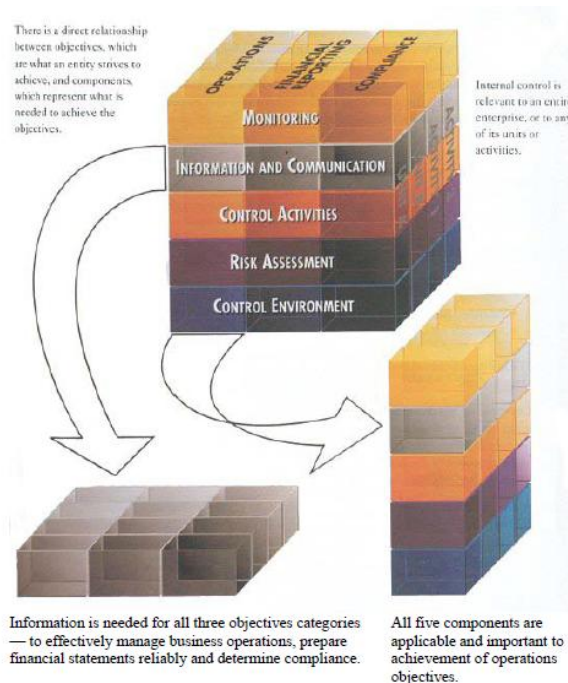 There is a direct relationship
between objectives, which
are what an entity strives to
achieve, and components,
which represent what is
needed to achieve the
objectives.
OPERATIONS
FINANCIAL
REPORTING
COMPLIANCE
MONITORING
INFORMATION AND COMMUNICATION
CONTROL ACTIVITIES
RISK ASSESSMENT
CONTROL ENVIRONMENT
Internal control is
relevant to an entir
enterprise, or to any
of its units or
activities.
Information is needed for all three objectives categories
— to effectively manage business operations, prepare
financial statements reliably and determine compliance.
All five components are
applicable and important to
achievement of operations
objectives.